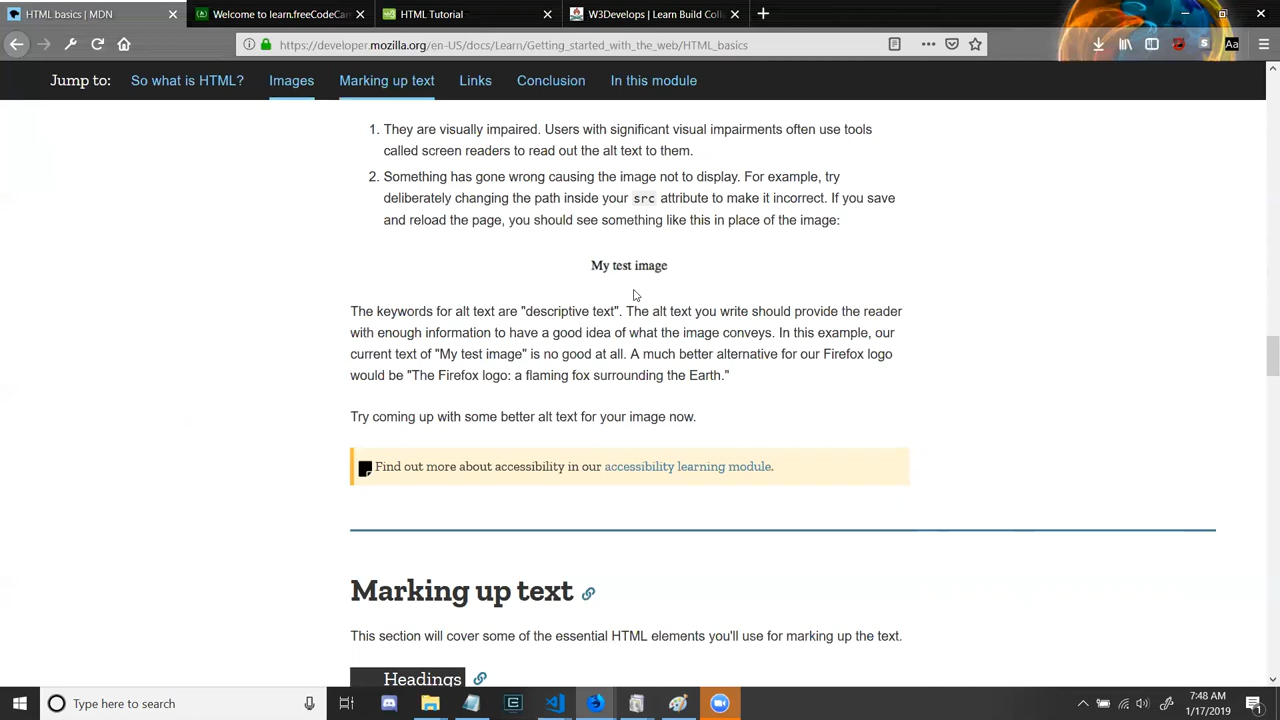 HTML basics | MDN
Welcome to learn.freeCodeCan
HTML Tutorial
W3Develops | Learn Build Coll
https://developer.mozilla.org/en-US/docs/Learn/Getting_started_with_the_web/HTML_basics
Jump to: So what is HTML? Images Marking up text Links Conclusion In this module
1. They are visually impaired. Users with significant visual impairments often use tools
called screen readers to read out the alt text to them.
2. Something has gone wrong causing the image not to display. For example, try
deliberately changing the path inside your src attribute to make it incorrect. If you save
and reload the page, you should see something like this in place of the image:
My test image
The keywords for alt text are "descriptive text". The alt text you write should provide the reader
with enough information to have a good idea of what the image conveys. In this example, our
current text of "My test image" is no good at all. A much better alternative for our Firefox logo
would be "The Firefox logo: a flaming fox surrounding the Earth."
Try coming up with some better alt text for your image now.
Find out more about accessibility in our accessibility learning module.
Marking up text
This section will cover some of the essential HTML elements you'll use for marking up the text.
Headings
Type here to search
7:48 AM
1/17/2019